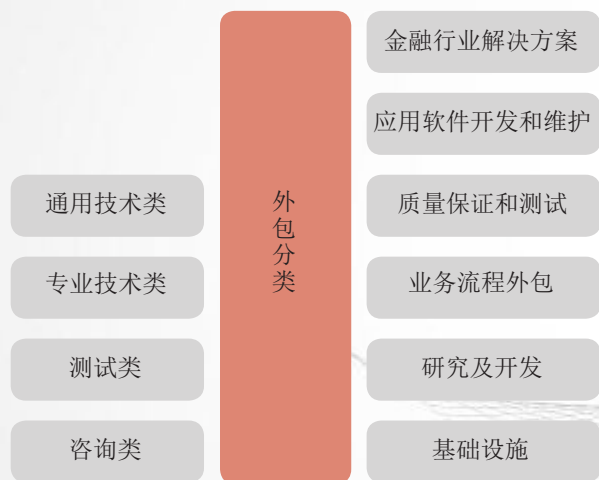 通用技术类
专业技术类
测试类
咨询类
外包分类
金融行业解决方案
应用软件开发和维护
质量保证和测试
业务流程外包
研究及开发
基础设施